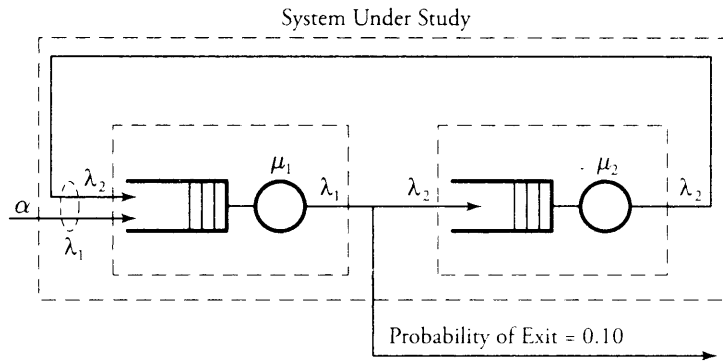 System Under Study
μ1
μ2
λ2
λ1
λ2
λ2
α
λ1
Probability of Exit = 0.10